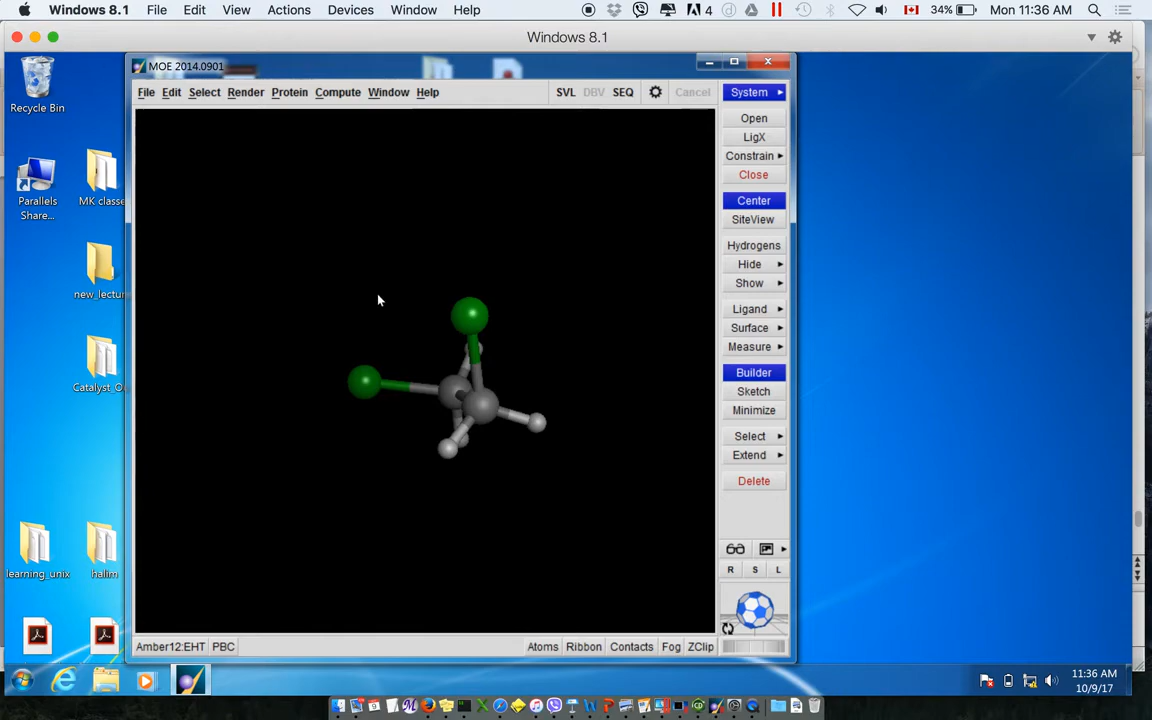 Windows 8.1 File Edit View Actions Devices Window Help 4 34% Mon 11:36 AM
Windows 8.1
MOE 2014.0901
File Edit Select Render Protein Compute Window Help SVL DBV SEQ Cancel
System
Open
LigX
Constrain
Close
Center
SiteView
Hydrogens
Hide
Show
Ligand
Surface
Measure
Builder
Sketch
Minimize
Select
Extend
Delete
R S L
Amber12:EHT PBC Atoms Ribbon Contacts Fog ZClip
Recycle Bin
Parallels
Share...
MK classe
new_lectur
Catalyst_O
learning_unix
halim
11:36 AM
10/9/17